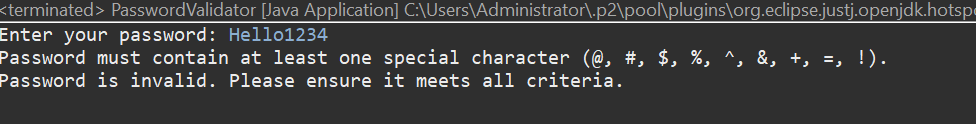 <terminated> PasswordValidator [Java Application] C:\Users\Administrator\.p2\pool\plugins\org.eclipse.justj.openjdk.hotspo
Enter your password: Hello1234
Password must contain at least one special character (@, #, $, %, ^, &, +, =, !).
Password is invalid. Please ensure it meets all criteria.